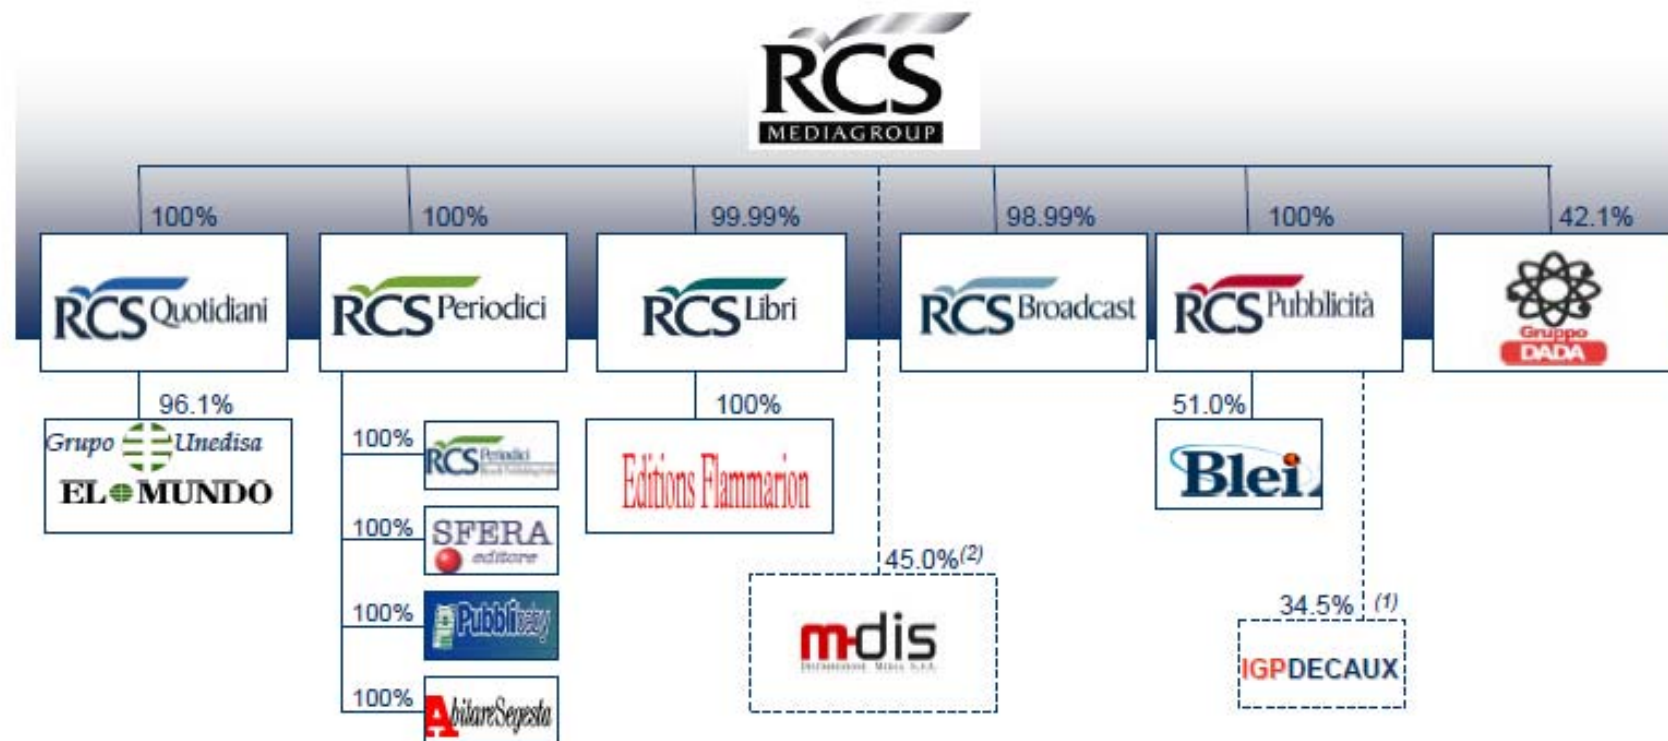 RCS
MEDIAGROUP
100%
100%
99.99%
98.99%
100%
42.1%
RCS Quotidiani
RCS Periodici
RCS Libri
RCS Broadcast
RCS Pubblicità
Gruppo
DADA
96.1%
Grupo Unedisa
EL MUNDO
100%
RCS Periodici
100%
SFERA
editore
100%
Pubblibaby
100%
AbitareSegesta
100%
Editions Flammarion
45.0% (2)
m-dis
51.0%
Blei
34.5% (1)
IGPDECAUX